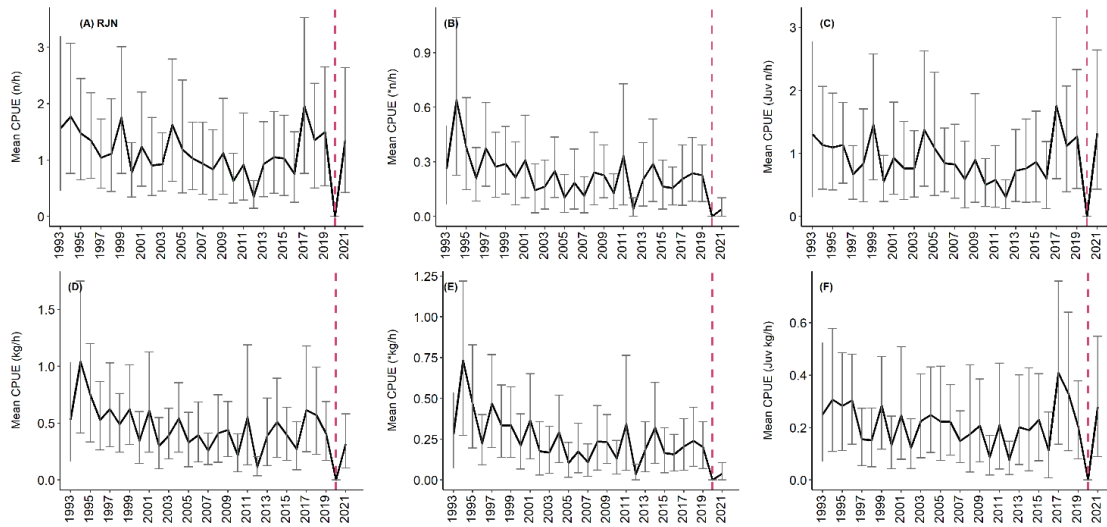 (A) RJN
Mean CPUE (n/h)
3
2
1
0
1993 1995 1997 1999 2001 2003 2005 2007 2009 2011 2013 2015 2017 2019 2021
(B)
Mean CPUE (*n/h)
0.9
0.6
0.3
0.0
1993 1995 1997 1999 2001 2003 2005 2007 2009 2011 2013 2015 2017 2019 2021
(C)
Mean CPUE (Juv n/h)
3
2
1
0
1993 1995 1997 1999 2001 2003 2005 2007 2009 2011 2013 2015 2017 2019 2021
(D)
Mean CPUE (kg/h)
1.5
1.0
0.5
0.0
1993 1995 1997 1999 2001 2003 2005 2007 2009 2011 2013 2015 2017 2019 2021
(E)
Mean CPUE (*kg/h)
1.25
1.00
0.75
0.50
0.25
0.00
1993 1995 1997 1999 2001 2003 2005 2007 2009 2011 2013 2015 2017 2019 2021
(F)
Mean CPUE (Juv kg/h)
0.6
0.4
0.2
0.0
1993 1995 1997 1999 2001 2003 2005 2007 2009 2011 2013 2015 2017 2019 2021